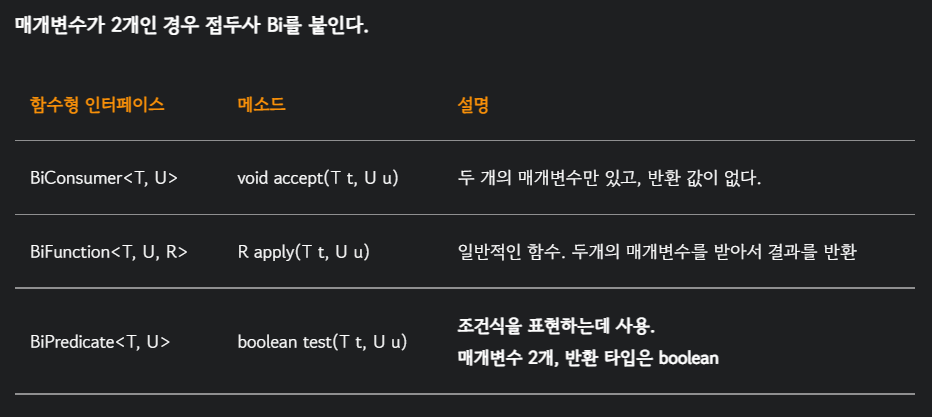 매개변수가 2개인 경우 접두사 Bi를 붙인다.
함수형 인터페이스 메소드 설명
BiConsumer<T, U> void accept(T t, U u) 두 개의 매개변수만 있고, 반환 값이 없다.
BiFunction<T, U, R> R apply(T t, U u) 일반적인 함수. 두개의 매개변수를 받아서 결과를 반환
BiPredicate<T, U> boolean test(T t, U u) 조건식을 표현하는데 사용.
매개변수 2개, 반환 타입은 boolean